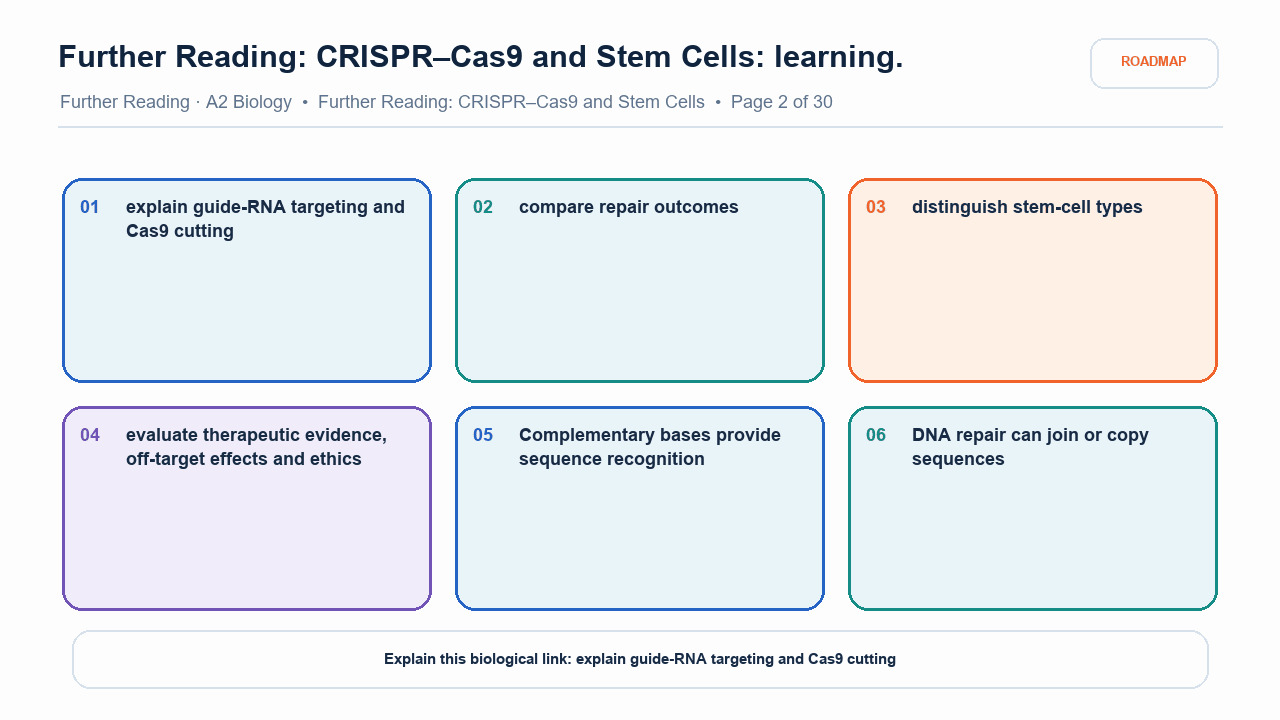 Further Reading: CRISPR–Cas9 and Stem Cells: learning.
ROADMAP
Further Reading · A2 Biology • Further Reading: CRISPR–Cas9 and Stem Cells • Page 2 of 30
01 explain guide-RNA targeting and
Cas9 cutting
02 compare repair outcomes
03 distinguish stem-cell types
04 evaluate therapeutic evidence,
off-target effects and ethics
05 Complementary bases provide
sequence recognition
06 DNA repair can join or copy
sequences
Explain this biological link: explain guide-RNA targeting and Cas9 cutting